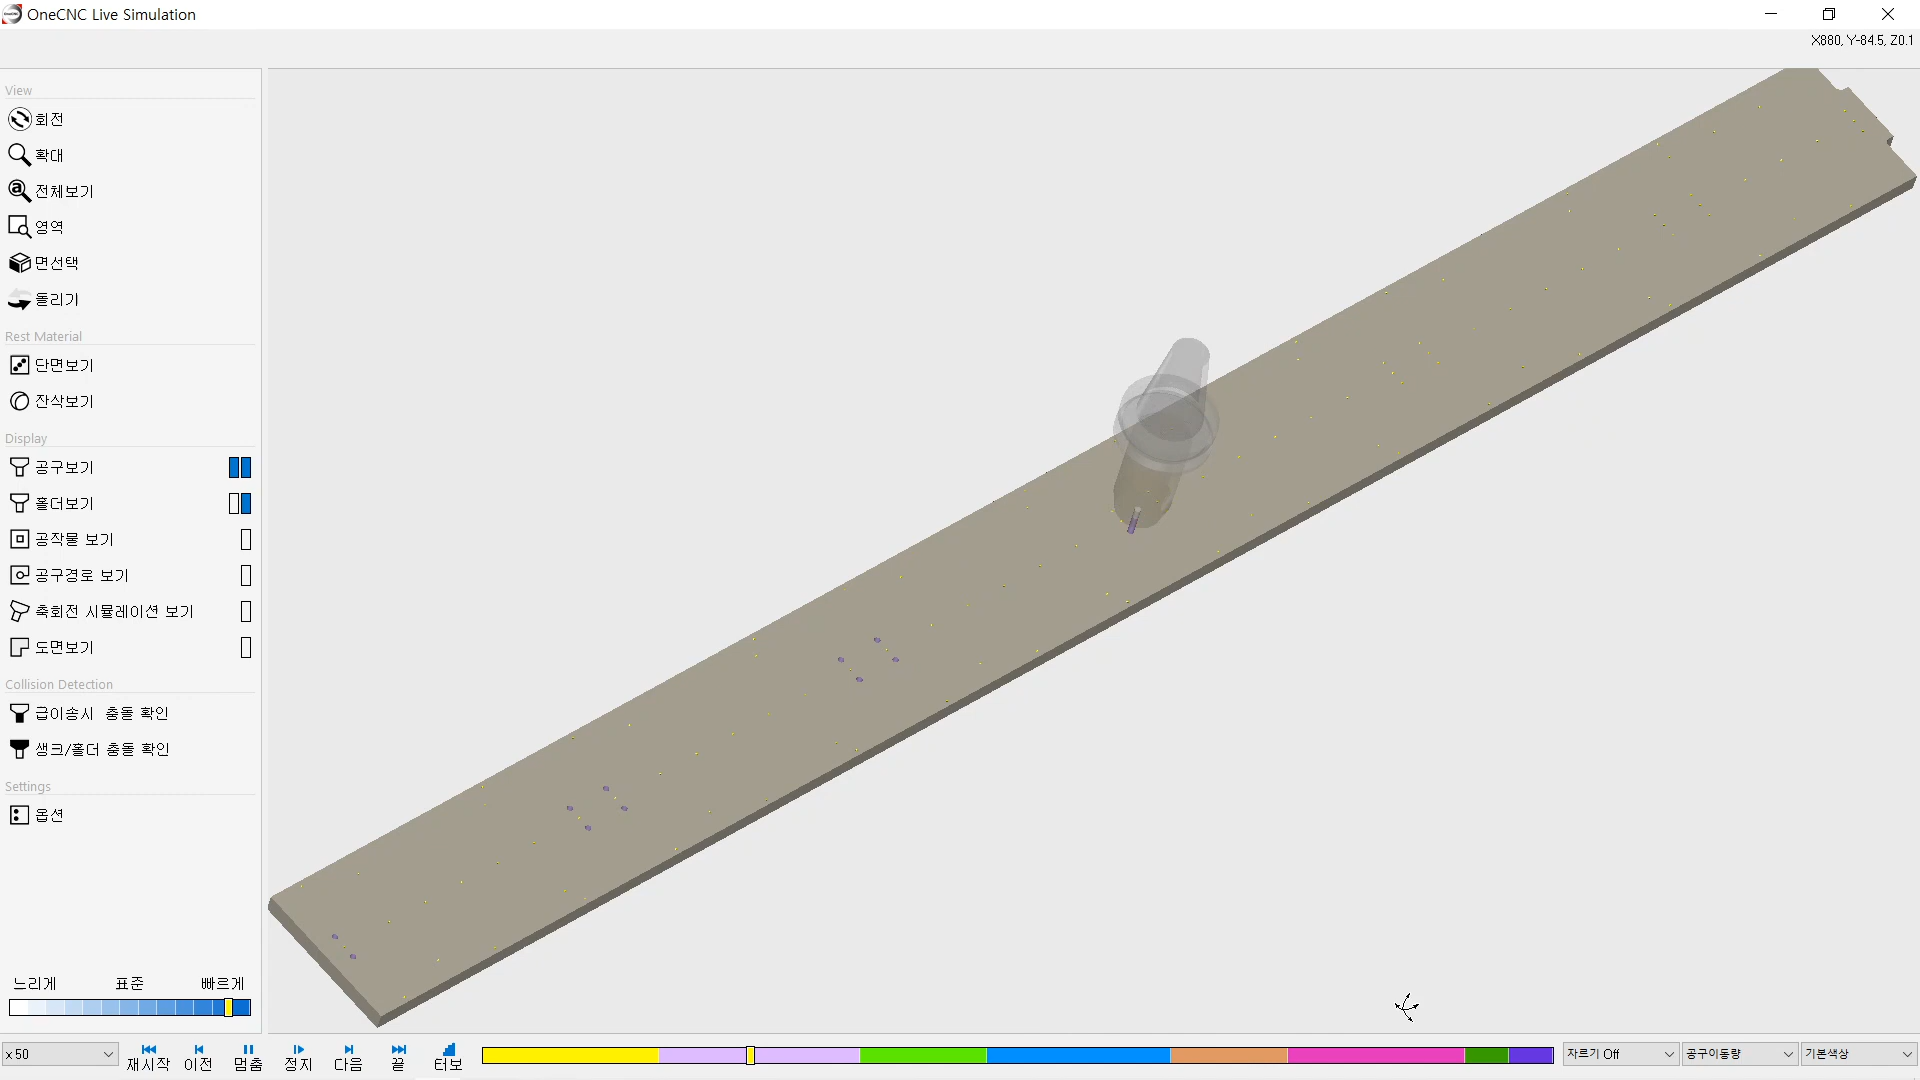 OneCNC Live Simulation
X880, Y-84.5, Z0.1
View
회전
확대
전체보기
영역
면선택
돌리기
Rest Material
단면보기
잔삭보기
Display
공구보기
홀더보기
공작물 보기
공구경로 보기
축회전 시뮬레이션 보기
도면보기
Collision Detection
급이송시 충돌 확인
생크/홀더 충돌 확인
Settings
옵션
느리게 표준 빠르게
x 50 재시작 이전 멈춤 정지 다음 끝 터보 자르기 Off 공구이동량 기본색상